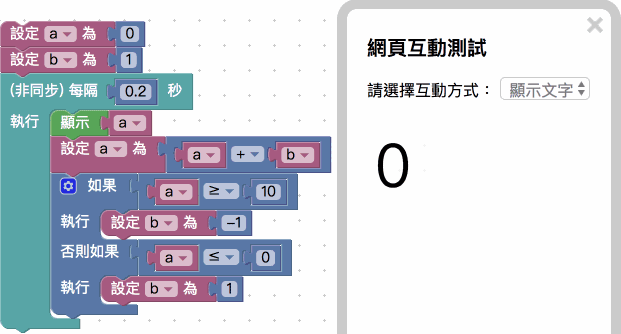 設定 a 為 0
設定 b 為 1
(非同步) 每隔 0.2 秒
執行 顯示 a
設定 a 為 a + b
如果 a ≥ 10
執行 設定 b 為 −1
否則如果 a ≤ 0
執行 設定 b 為 1
×
網頁互動測試
請選擇互動方式： 顯示文字
0